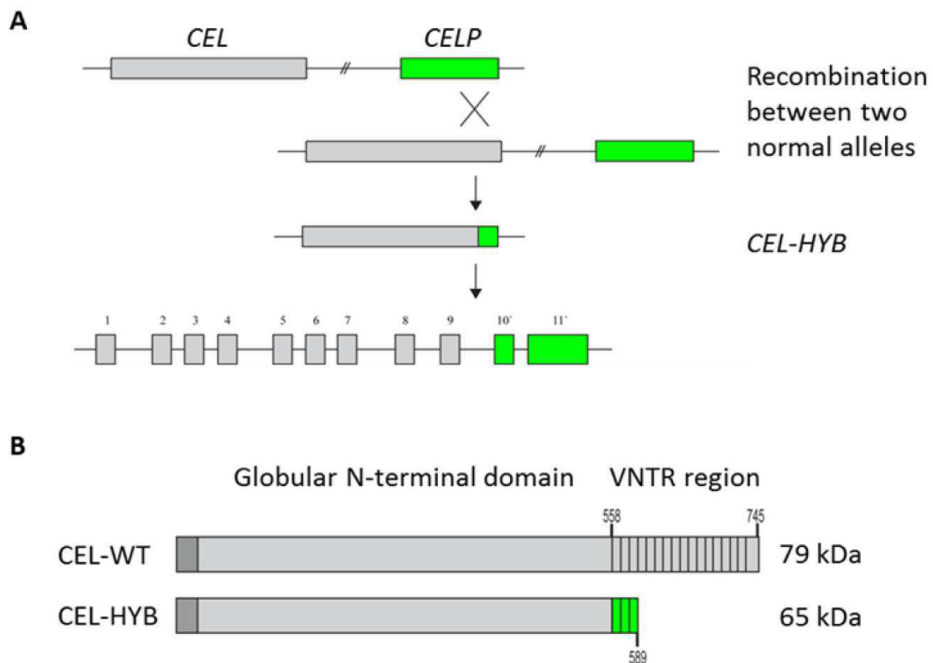 A
CEL CELP
Recombination
between two
normal alleles
CEL-HYB
1 2 3 4 5 6 7 8 9 10` 11`
B
Globular N-terminal domain VNTR region
558 745
CEL-WT 79 kDa
CEL-HYB 65 kDa
589